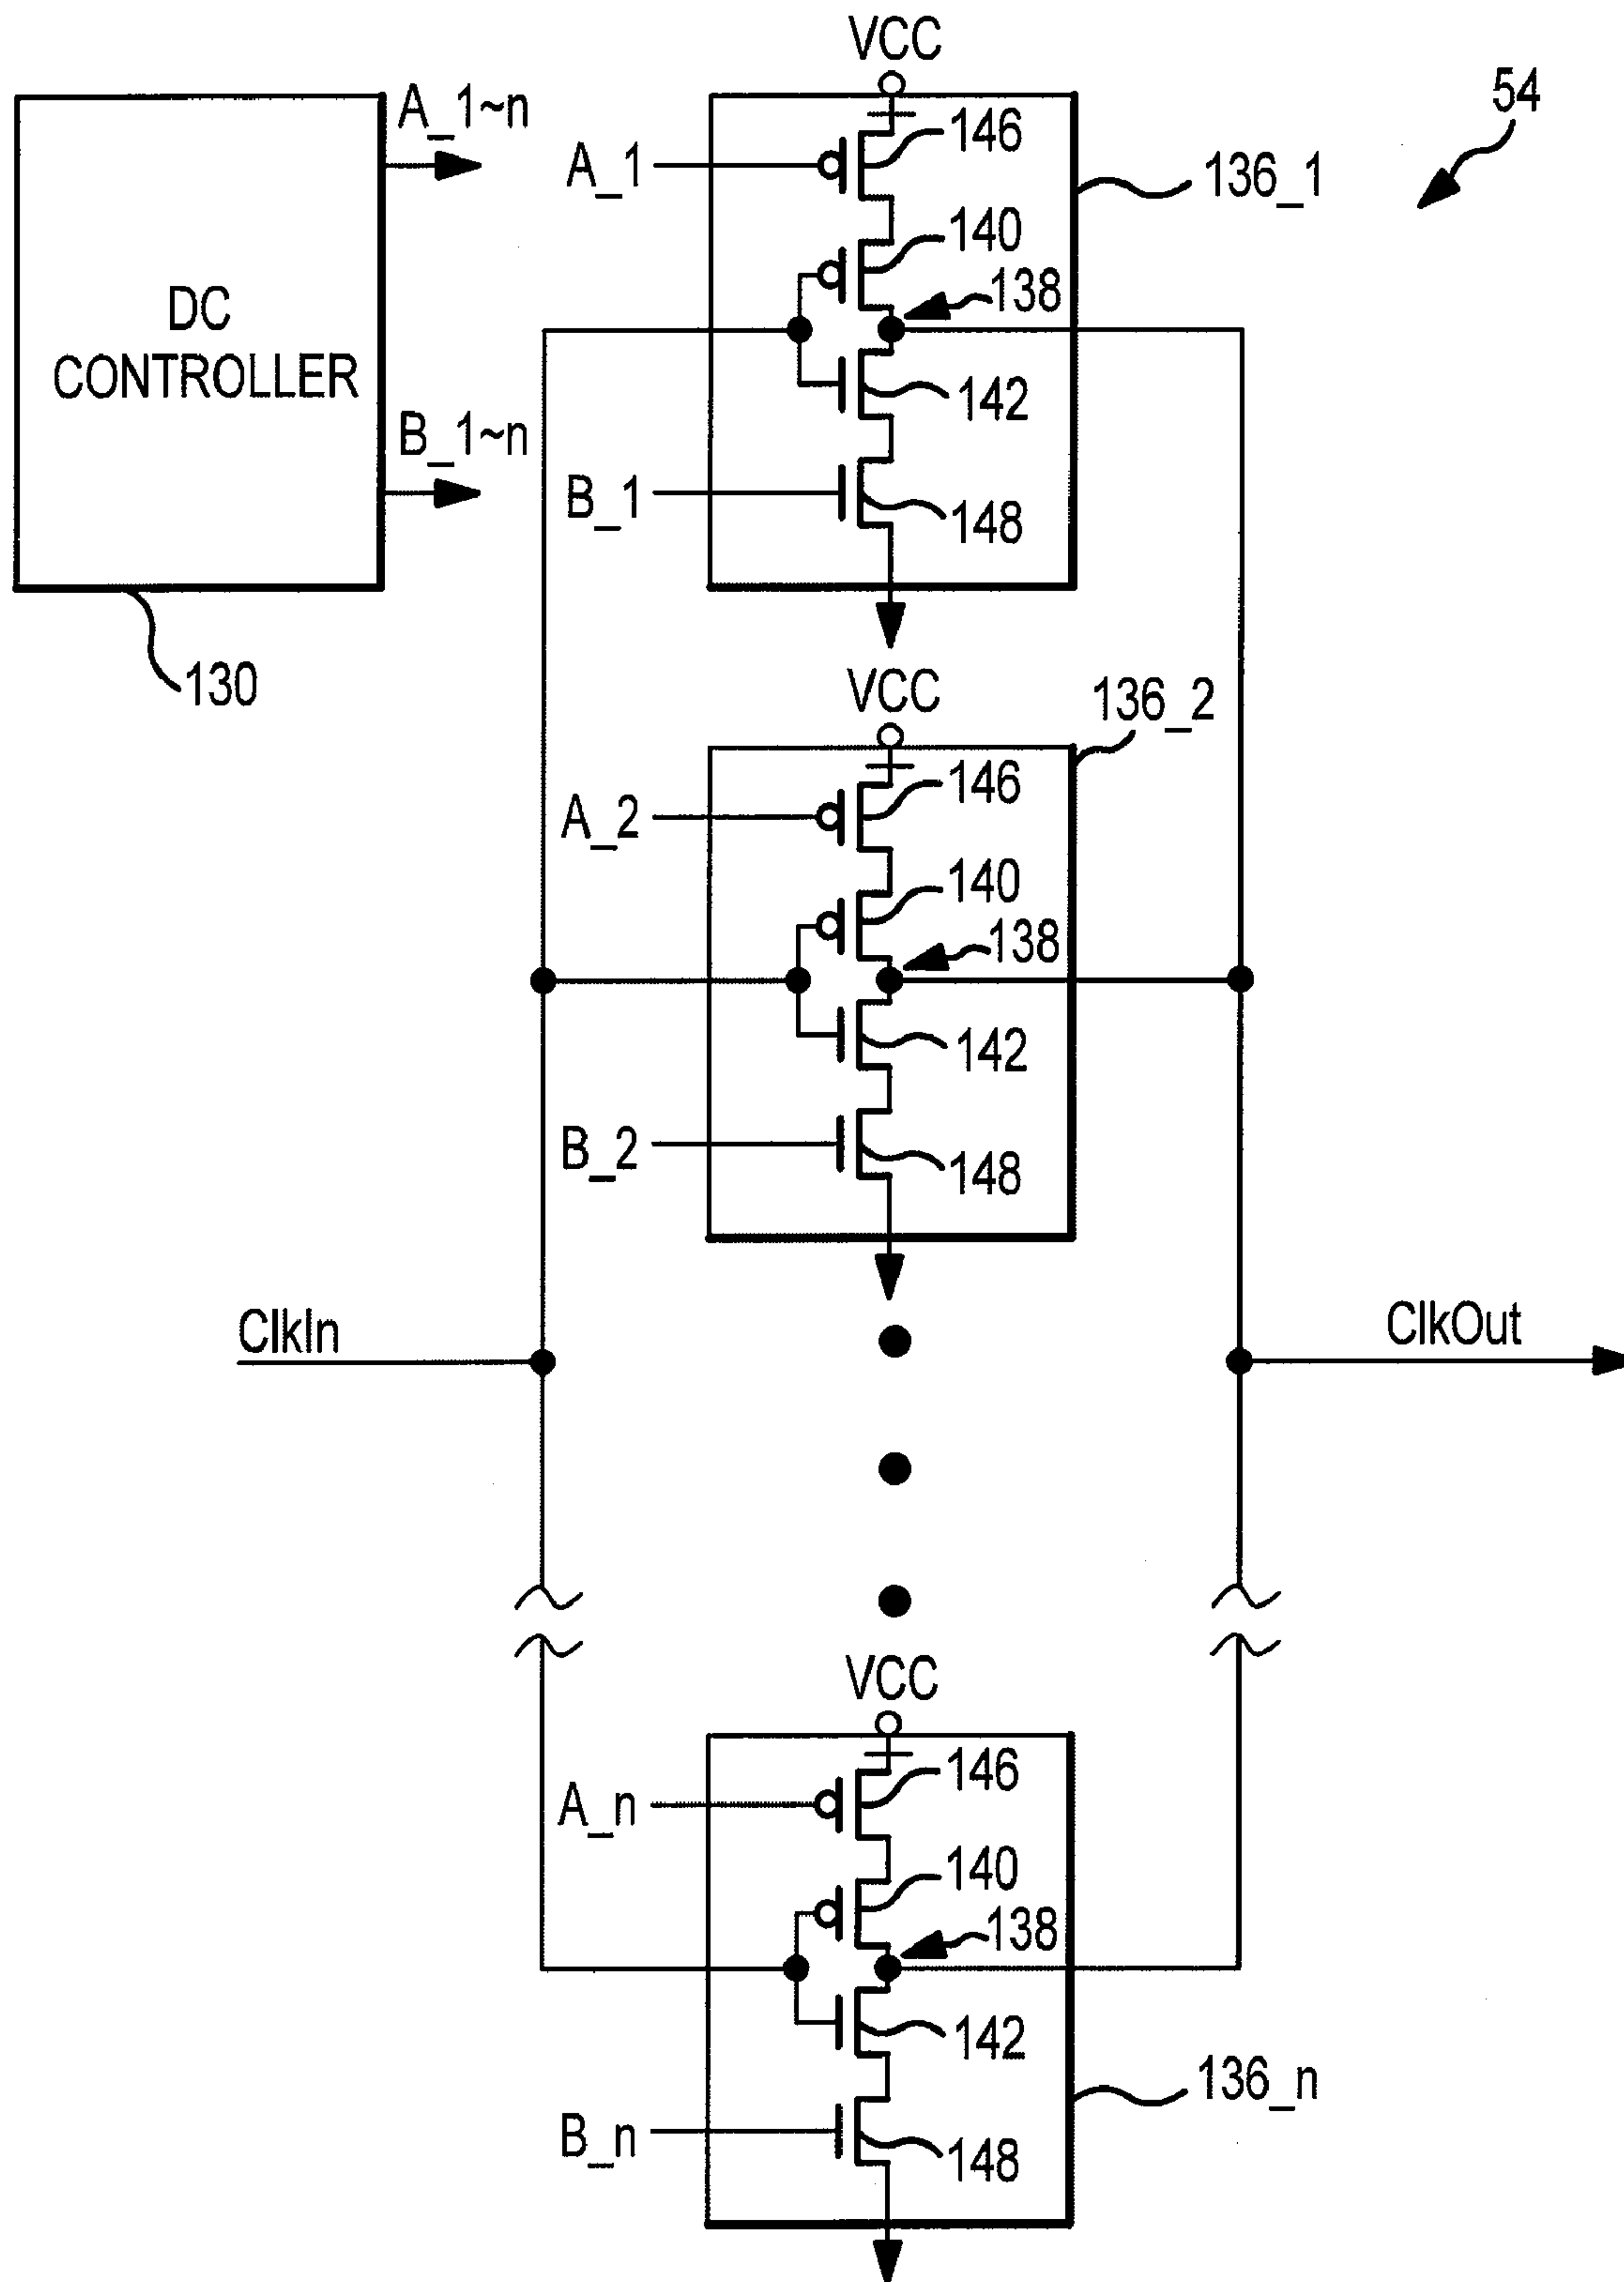 VCC
54
A_1~n
146
A_1
136_1
140
138
DC
CONTROLLER
142
B_1~n
B_1
148
130
VCC
136_2
146
A_2
140
138
142
B_2
148
ClkIn
ClkOut
VCC
146
A_n
140
138
142
136_n
B_n
148